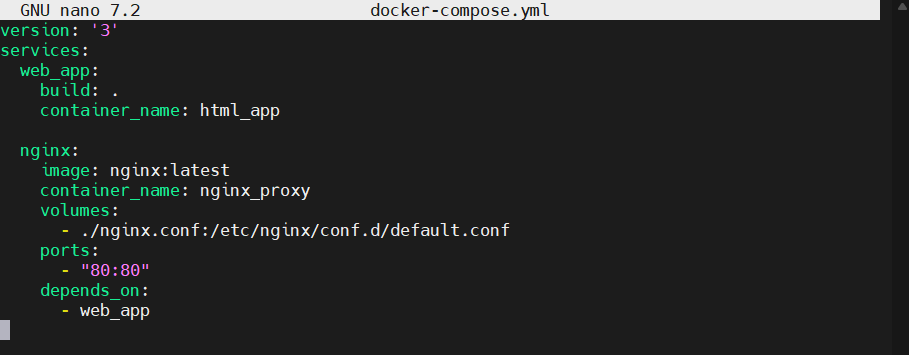 GNU nano 7.2 docker-compose.yml
version: '3'
services:
  web_app:
    build: .
    container_name: html_app

  nginx:
    image: nginx:latest
    container_name: nginx_proxy
    volumes:
      - ./nginx.conf:/etc/nginx/conf.d/default.conf
    ports:
      - "80:80"
    depends_on:
      - web_app